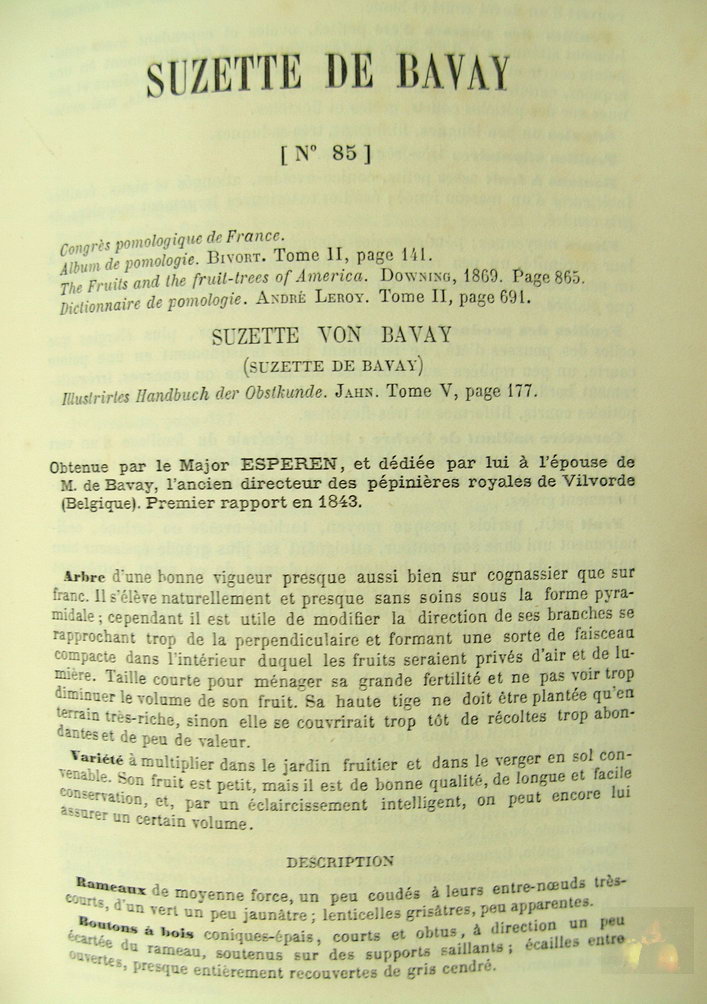 SUZETTE DE BAVAY
[ N° 85 ]
Congrès pomologique de France.
Album de pomologie. BIVORT. Tome II, page 141.
The Fruits and the fruit-trees of America. DOWNING, 1869. Page 865.
Dictionnaire de pomologie. ANDRÉ LEROY. Tome II, page 691.
SUZETTE VON BAVAY
(SUZETTE DE BAVAY)
Illustrirtes Handbuch der Obstkunde. JAHN. Tome V, page 177.
Obtenue par le Major ESPEREN, et dédiée par lui à l'épouse de
M. de Bavay, l'ancien directeur des pépinières royales de Vilvorde
(Belgique). Premier rapport en 1843.
Arbre d'une bonne vigueur presque aussi bien sur cognassier que sur
franc. Il s'élève naturellement et presque sans soins sous la forme pyra-
midale ; cependant il est utile de modifier la direction de ses branches se
rapprochant trop de la perpendiculaire et formant une sorte de faisceau
compacte dans l'intérieur duquel les fruits seraient privés d'air et de lu-
mière. Taille courte pour ménager sa grande fertilité et ne pas voir trop
diminuer le volume de son fruit. Sa haute tige ne doit être plantée qu'en
terrain très-riche, sinon elle se couvrirait trop tôt de récoltes trop abon-
dantes et de peu de valeur.
Variété à multiplier dans le jardin fruitier et dans le verger en sol con-
venable. Son fruit est petit, mais il est de bonne qualité, de longue et facile
conservation, et, par un éclaircissement intelligent, on peut encore lui
assurer un certain volume.
DESCRIPTION
Rameaux de moyenne force, un peu coudés à leurs entre-nœuds très-
courts, d'un vert un peu jaunâtre ; lenticelles grisâtres, peu apparentes.
Boutons à bois coniques-épais, courts et obtus, à direction un peu
écartée du rameau, soutenus sur des supports saillants ; écailles entre
ouvertes, presque entièrement recouvertes de gris cendré.